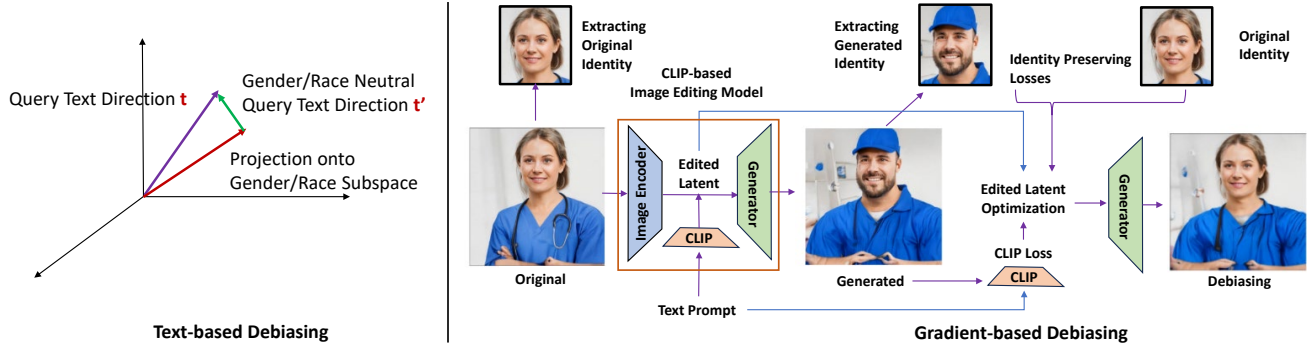 Query Text Direction t
Gender/Race Neutral
Query Text Direction t’
Projection onto
Gender/Race Subspace
Text-based Debiasing
Extracting
Original
Identity
CLIP-based
Image Editing Model
Image Encoder
Edited
Latent
CLIP
Generator
Original
Text Prompt
Extracting
Generated
Identity
Identity Preserving
Losses
Original
Identity
Generated
Edited Latent
Optimization
CLIP Loss
CLIP
Generator
Debiasing
Gradient-based Debiasing